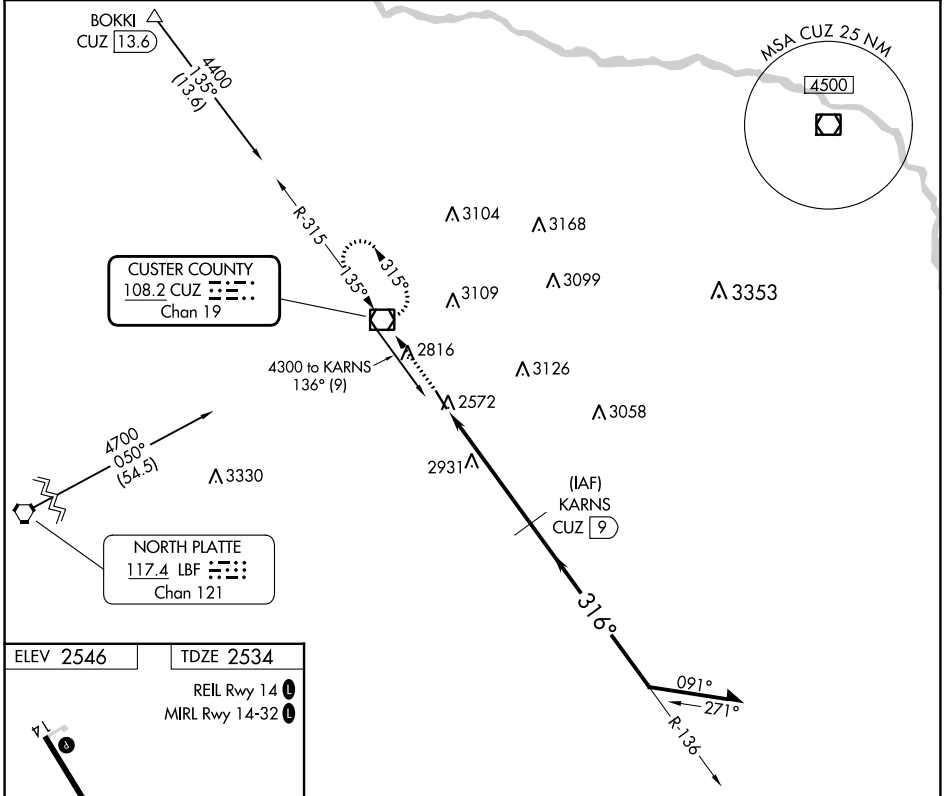 BOKKI
CUZ 13.6
4400
135°
(13.6)
MSA CUZ 25 NM
4500
R-315
135°
315°
3104
3168
3109
3099
3353
CUSTER COUNTY
108.2 CUZ
Chan 19
2816
4300 to KARNS
136° (9)
3126
2572
3058
4700
050°
(54.5)
3330
2931
(IAF)
KARNS
CUZ 9
NORTH PLATTE
117.4 LBF
Chan 121
316°
091°
271°
R-136
ELEV 2546
TDZE 2534
REIL Rwy 14 L
MIRL Rwy 14-32 L
14
P